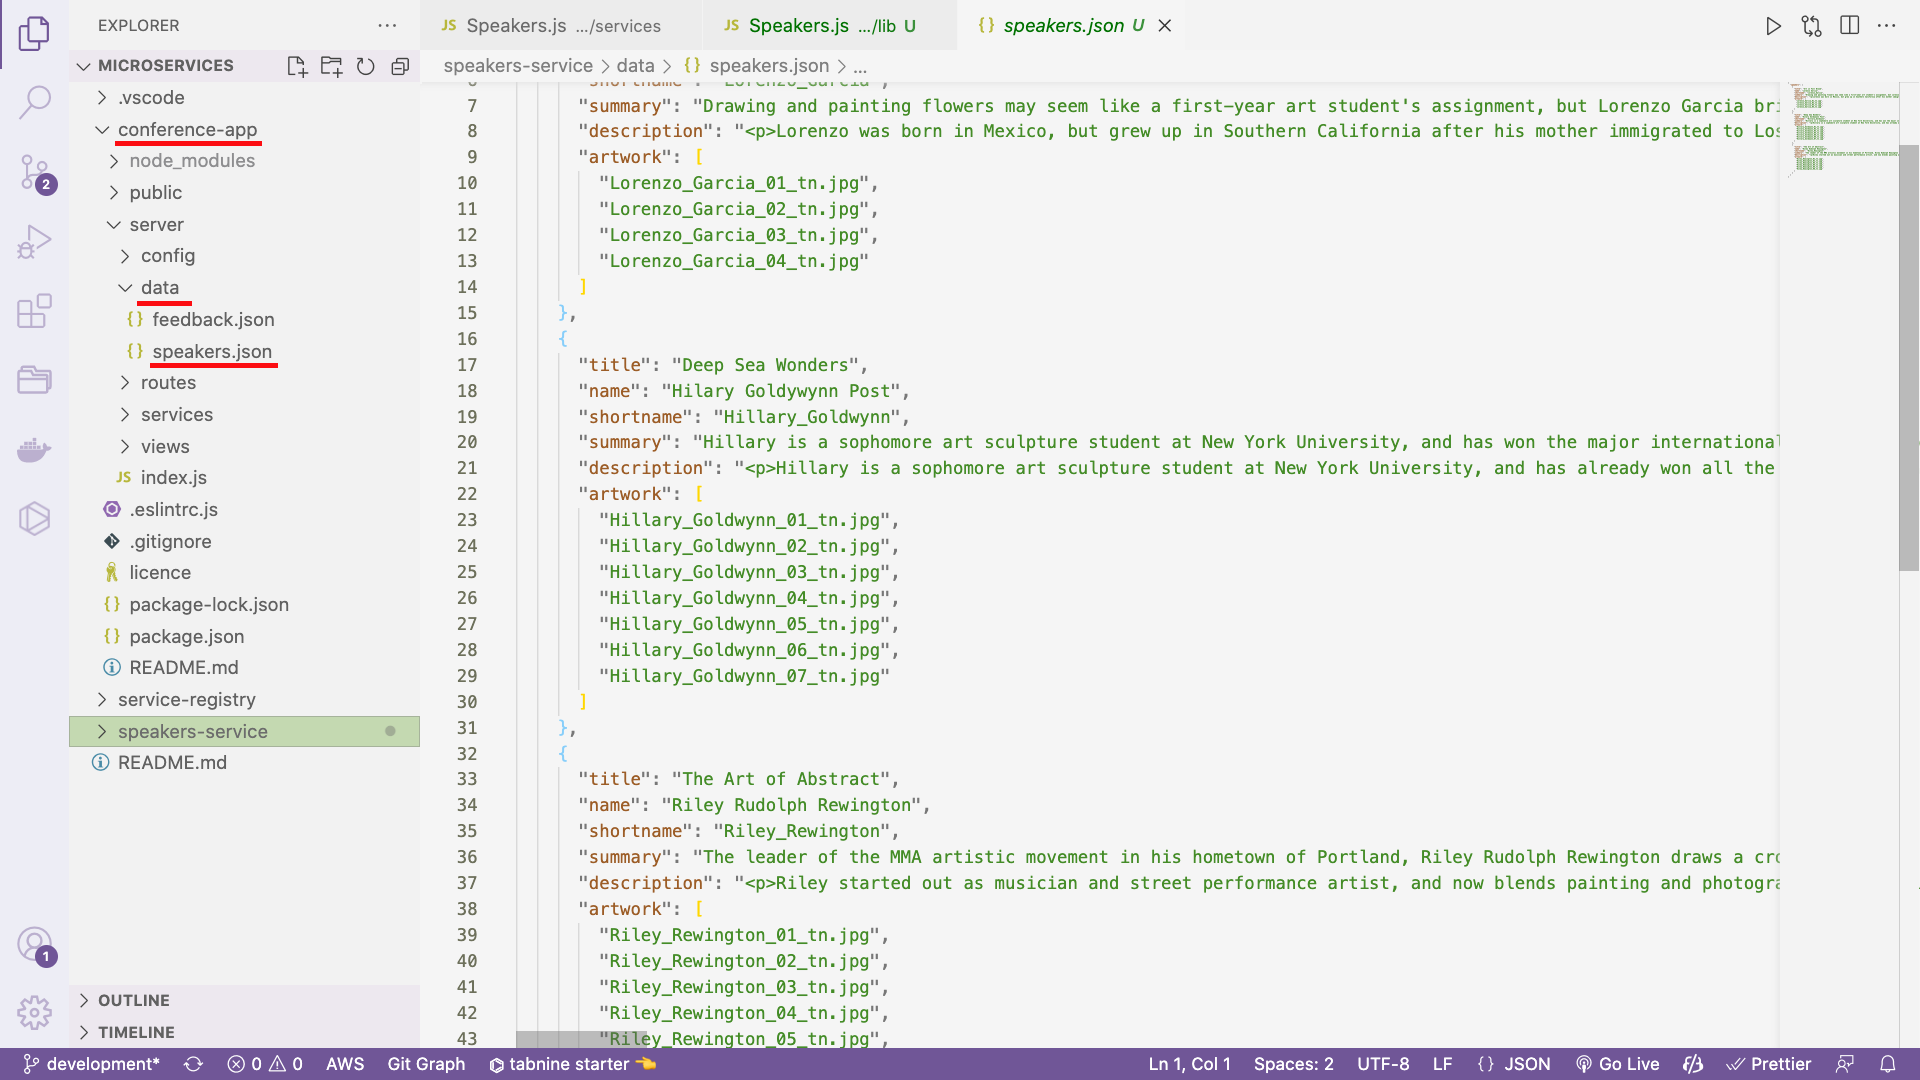 EXPLORER
MICROSERVICES
.vscode
conference-app
node_modules
public
server
config
data
feedback.json
speakers.json
routes
services
views
JS index.js
.eslintrc.js
.gitignore
licence
package-lock.json
package.json
README.md
service-registry
speakers-service
README.md
OUTLINE
TIMELINE
2
1
JS Speakers.js .../services
JS Speakers.js .../lib U
{} speakers.json U
speakers-service > data > {} speakers.json > ...
7 "summary": "Drawing and painting flowers may seem like a first-year art student's assignment, but Lorenzo Garcia bri
8 "description": "<p>Lorenzo was born in Mexico, but grew up in Southern California after his mother immigrated to Los
9 "artwork": [
10 "Lorenzo_Garcia_01_tn.jpg",
11 "Lorenzo_Garcia_02_tn.jpg",
12 "Lorenzo_Garcia_03_tn.jpg",
13 "Lorenzo_Garcia_04_tn.jpg"
14 ]
15 },
16 {
17 "title": "Deep Sea Wonders",
18 "name": "Hilary Goldywynn Post",
19 "shortname": "Hillary_Goldwynn",
20 "summary": "Hillary is a sophomore art sculpture student at New York University, and has won the major international
21 "description": "<p>Hillary is a sophomore art sculpture student at New York University, and has already won all the
22 "artwork": [
23 "Hillary_Goldwynn_01_tn.jpg",
24 "Hillary_Goldwynn_02_tn.jpg",
25 "Hillary_Goldwynn_03_tn.jpg",
26 "Hillary_Goldwynn_04_tn.jpg",
27 "Hillary_Goldwynn_05_tn.jpg",
28 "Hillary_Goldwynn_06_tn.jpg",
29 "Hillary_Goldwynn_07_tn.jpg"
30 ]
31 },
32 {
33 "title": "The Art of Abstract",
34 "name": "Riley Rudolph Rewington",
35 "shortname": "Riley_Rewington",
36 "summary": "The leader of the MMA artistic movement in his hometown of Portland, Riley Rudolph Rewington draws a cro
37 "description": "<p>Riley started out as musician and street performance artist, and now blends painting and photogra
38 "artwork": [
39 "Riley_Rewington_01_tn.jpg",
40 "Riley_Rewington_02_tn.jpg",
41 "Riley_Rewington_03_tn.jpg",
42 "Riley_Rewington_04_tn.jpg",
43 "Riley_Rewington_05_tn.jpg",
development* 0 0 AWS Git Graph tabnine starter 👈 Ln 1, Col 1 Spaces: 2 UTF-8 LF {} JSON Go Live Prettier